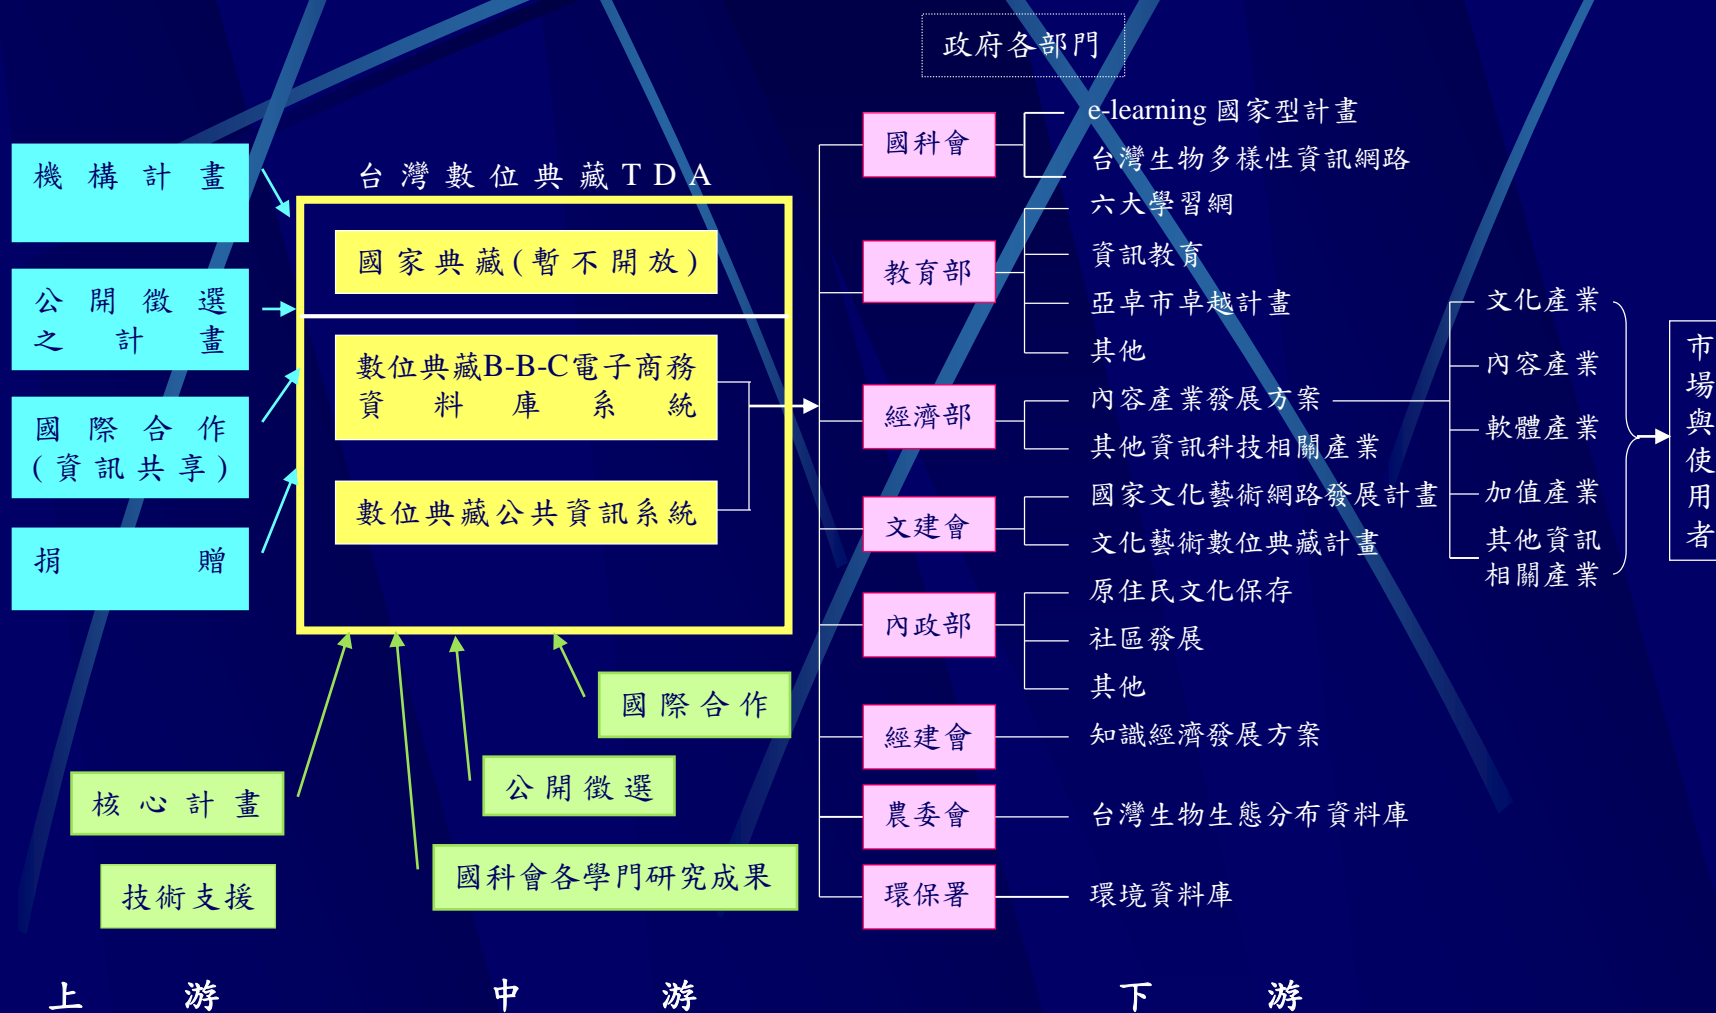 政府各部門
機構計畫
公開徵選
之計畫
國際合作
(資訊共享)
捐贈
台灣數位典藏TDA
國家典藏(暫不開放)
數位典藏B-B-C電子商務
資料庫系統
數位典藏公共資訊系統
核心計畫
技術支援
國際合作
公開徵選
國科會各學門研究成果
國科會
e-learning 國家型計畫
台灣生物多樣性資訊網路
教育部
六大學習網
資訊教育
亞卓市卓越計畫
其他
經濟部
內容產業發展方案
其他資訊科技相關產業
文建會
國家文化藝術網路發展計畫
文化藝術數位典藏計畫
內政部
原住民文化保存
社區發展
其他
經建會
知識經濟發展方案
農委會
台灣生物生態分布資料庫
環保署
環境資料庫
文化產業
內容產業
軟體產業
加值產業
其他資訊
相關產業
市場與使用者
上游
中游
下游